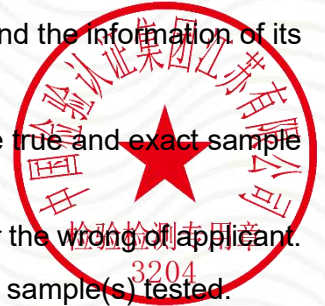 nd the information of its
e true and exact sample
r the wrong of applicant.
sample(s) tested.
中国检验认证集团江苏有限公司
检验检测专用章
3204